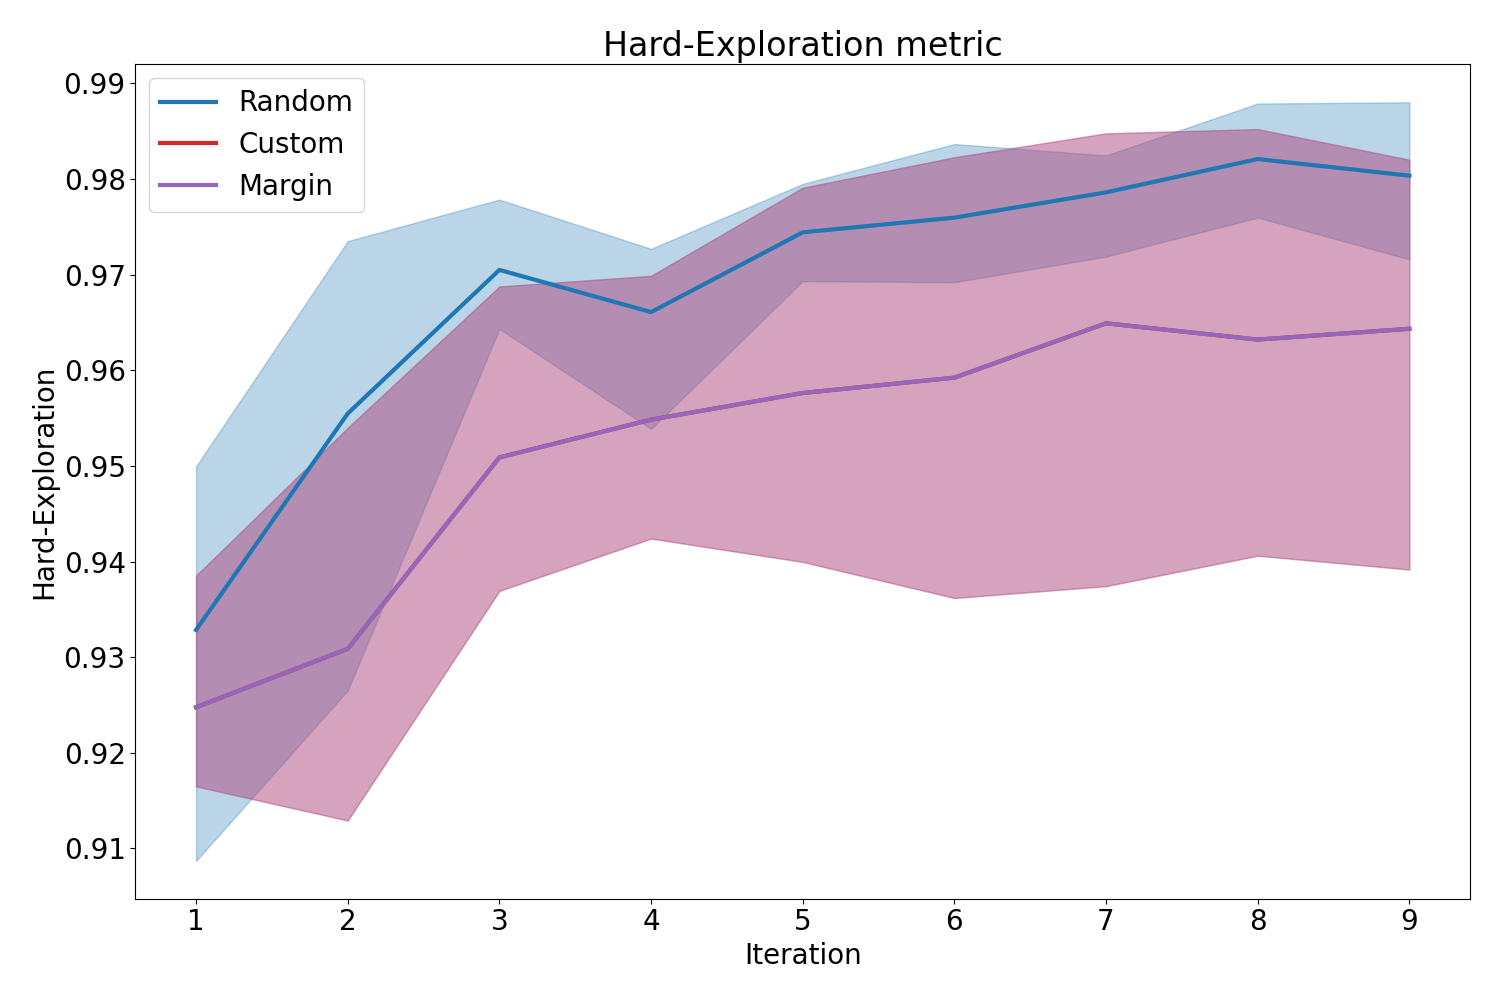 Hard-Exploration metric
Random
Custom
Margin
Hard-Exploration
0.99
0.98
0.97
0.96
0.95
0.94
0.93
0.92
0.91
1 2 3 4 5 6 7 8 9
Iteration